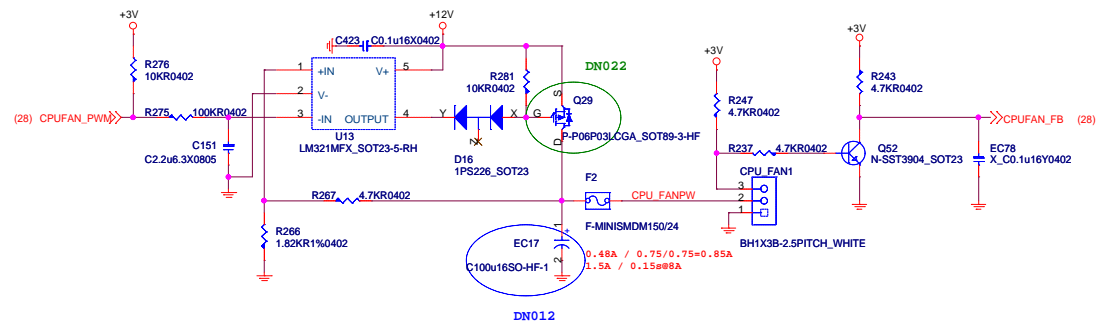 +3V
+12V
C423
C0.1u16X0402
+3V
R276
10KR0402
1
+IN
V+
5
R281
10KR0402
DN022
+3V
R243
4.7KR0402
2
V-
S
Q29
R247
4.7KR0402
(28) CPUFAN_PWM
R275
100KR0402
3
-IN
OUTPUT
4
Y
X
G
CPUFAN_FB (28)
U13
LM321MFX_SOT23-5-RH
Z
D
P-P06P03LCGA_SOT89-3-HF
C151
C2.2u6.3X0805
D16
1PS226_SOT23
R237
4.7KR0402
Q52
N-SST3904_SOT23
EC78
X_C0.1u16Y0402
F2
CPU_FAN1
R267
4.7KR0402
CPU_FANPW
3
2
1
F-MINISMDM150/24
R266
1.82KR1%0402
1
+
EC17
2
C100u16SO-HF-1
BH1X3B-2.5PITCH_WHITE
0.48A / 0.75/0.75=0.85A
1.5A / 0.15s@8A
DN012